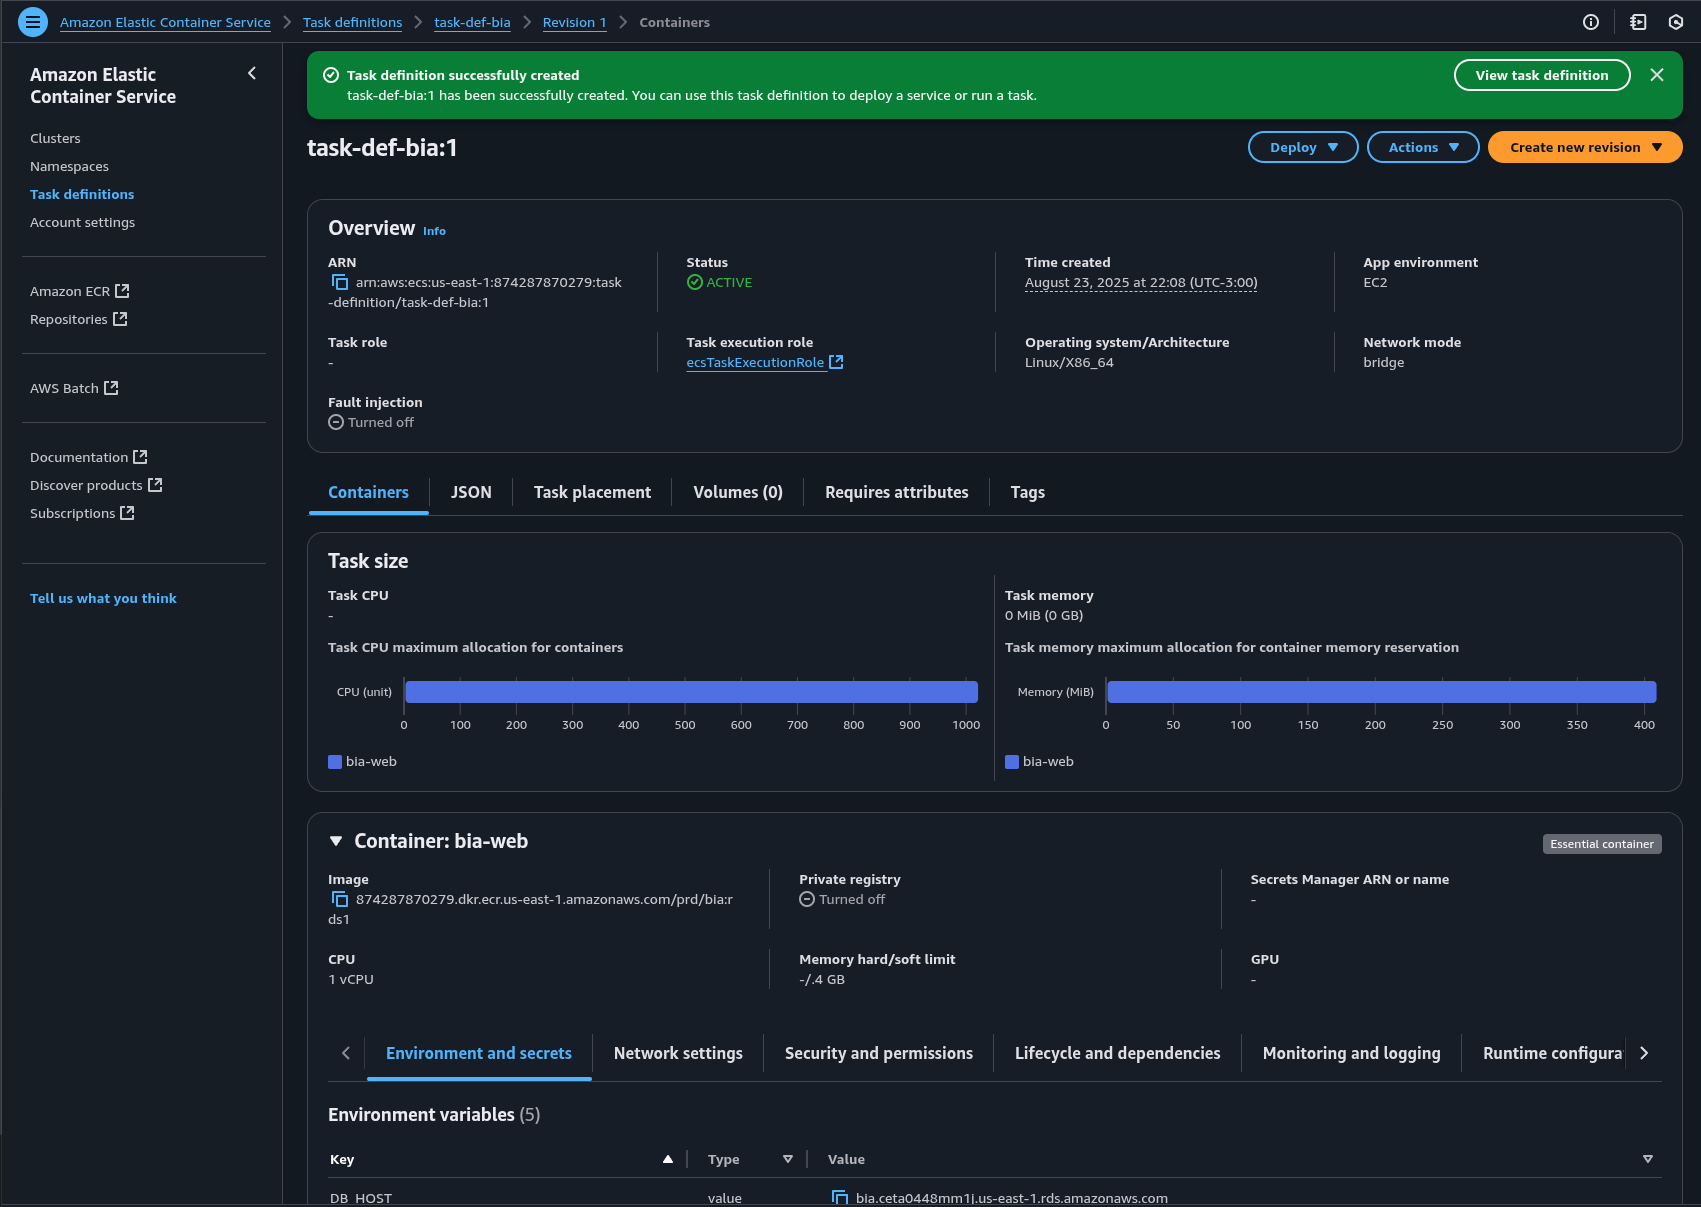 Amazon Elastic Container Service > Task definitions > task-def-bia > Revision 1 > Containers
Amazon Elastic
Container Service
Clusters
Namespaces
Task definitions
Account settings
Amazon ECR
Repositories
AWS Batch
Documentation
Discover products
Subscriptions
Tell us what you think
Task definition successfully created
task-def-bia:1 has been successfully created. You can use this task definition to deploy a service or run a task.
View task definition
task-def-bia:1
Deploy
Actions
Create new revision
Overview Info
ARN
arn:aws:ecs:us-east-1:874287870279:task
-definition/task-def-bia:1
Status
ACTIVE
Time created
August 23, 2025 at 22:08 (UTC-3:00)
App environment
EC2
Task role
-
Task execution role
ecsTaskExecutionRole
Operating system/Architecture
Linux/X86_64
Network mode
bridge
Fault injection
Turned off
Containers
JSON
Task placement
Volumes (0)
Requires attributes
Tags
Task size
Task CPU
-
Task CPU maximum allocation for containers
CPU (unit)
0 100 200 300 400 500 600 700 800 900 1000
bia-web
Task memory
0 MiB (0 GB)
Task memory maximum allocation for container memory reservation
Memory (MiB)
0 50 100 150 200 250 300 350 400
bia-web
Container: bia-web
Essential container
Image
874287870279.dkr.ecr.us-east-1.amazonaws.com/prd/bia:r
ds1
Private registry
Turned off
Secrets Manager ARN or name
-
CPU
1 vCPU
Memory hard/soft limit
-/.4 GB
GPU
-
Environment and secrets
Network settings
Security and permissions
Lifecycle and dependencies
Monitoring and logging
Runtime configura
Environment variables (5)
Key Type Value
DB_HOST value bia.ceta0448mm1j.us-east-1.rds.amazonaws.com